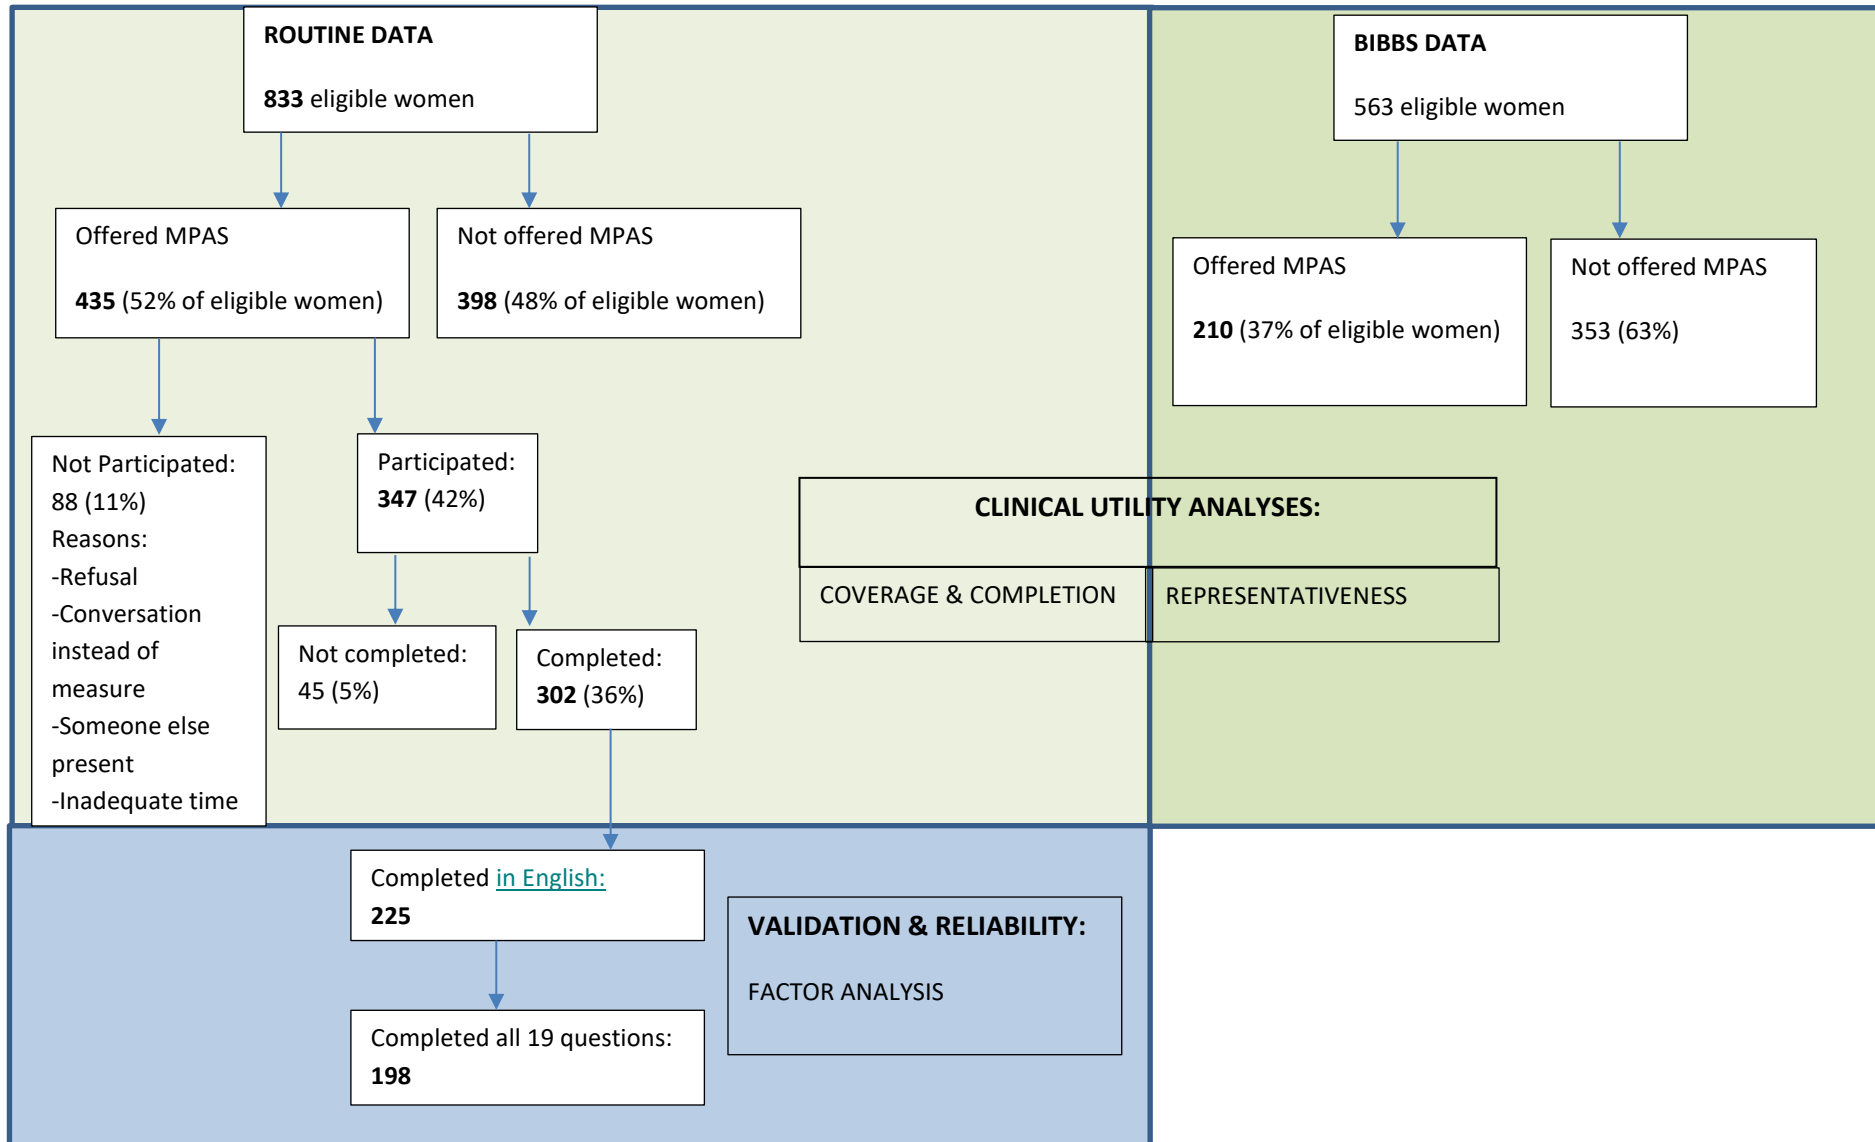 ROUTINE DATA
833 eligible women
BIBBS DATA
563 eligible women
Offered MPAS
435 (52% of eligible women)
Not offered MPAS
398 (48% of eligible women)
Offered MPAS
210 (37% of eligible women)
Not offered MPAS
353 (63%)
Not Participated:
88 (11%)
Reasons:
-Refusal
-Conversation
instead of
measure
-Someone else
present
-Inadequate time
Participated:
347 (42%)
Not completed:
45 (5%)
Completed:
302 (36%)
CLINICAL UTILITY ANALYSES:
COVERAGE & COMPLETION
REPRESENTATIVENESS
Completed in English:
225
Completed all 19 questions:
198
VALIDATION & RELIABILITY:
FACTOR ANALYSIS